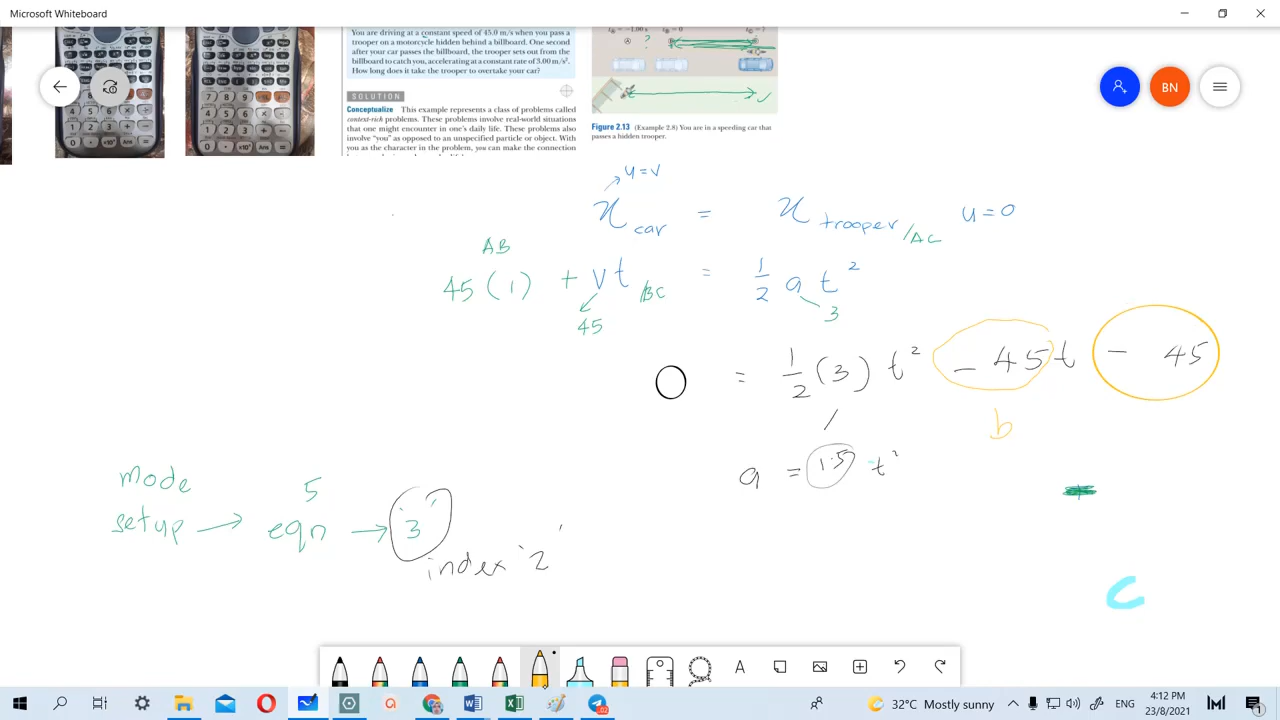 Microsoft Whiteboard
You are driving at a constant speed of 45.0 m/s when you pass a
trooper on a motorcycle hidden behind a billboard. One second
after your car passes the billboard, the trooper sets out from the
billboard to catch you, accelerating at a constant rate of 3.00 m/s².
How long does it take the trooper to overtake your car?
SOLUTION
Conceptualize This example represents a class of problems called
context-rich problems. These problems involve real-world situations
that one might encounter in one's daily life. These problems also
involve "you" as opposed to an unspecified particle or object. With
you as the character in the problem, you can make the connection
Figure 2.13 (Example 2.8) You are in a speeding car that
passes a hidden trooper.
BN
u = v
x car = x trooper /AC u = 0
AB
45 (1) + vt /BC = 1/2 a t²
45
3
0 = 1/2 (3) t² - 45t - 45
b
a = 1.5 t²
mode
setup → eqn → '3'
5
index '2'
c
A
32°C Mostly sunny
4:12 PM
23/8/2021